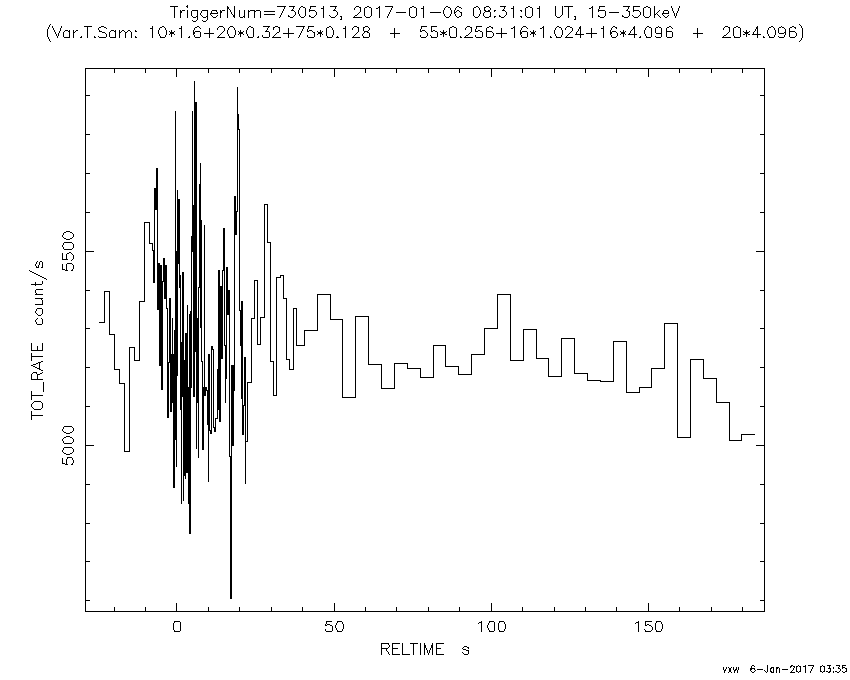 TriggerNum=730513, 2017-01-06 08:31:01 UT, 15-350keV
(Var.T.Sam: 10*1.6+20*0.32+75*0.128 + 55*0.256+16*1.024+16*4.096 + 20*4.096)
TOT_RATE count/s
5500
5000
0 50 100 150
RELTIME s
vxw 6-Jan-2017 03:35